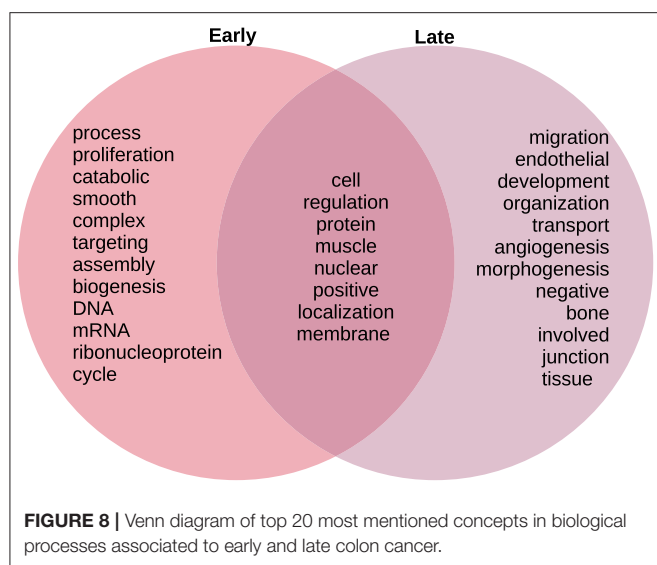 Early
Late
process
proliferation
catabolic
smooth
complex
targeting
assembly
biogenesis
DNA
mRNA
ribonucleoprotein
cycle
cell
regulation
protein
muscle
nuclear
positive
localization
membrane
migration
endothelial
development
organization
transport
angiogenesis
morphogenesis
negative
bone
involved
junction
tissue
FIGURE 8 | Venn diagram of top 20 most mentioned concepts in biological
processes associated to early and late colon cancer.